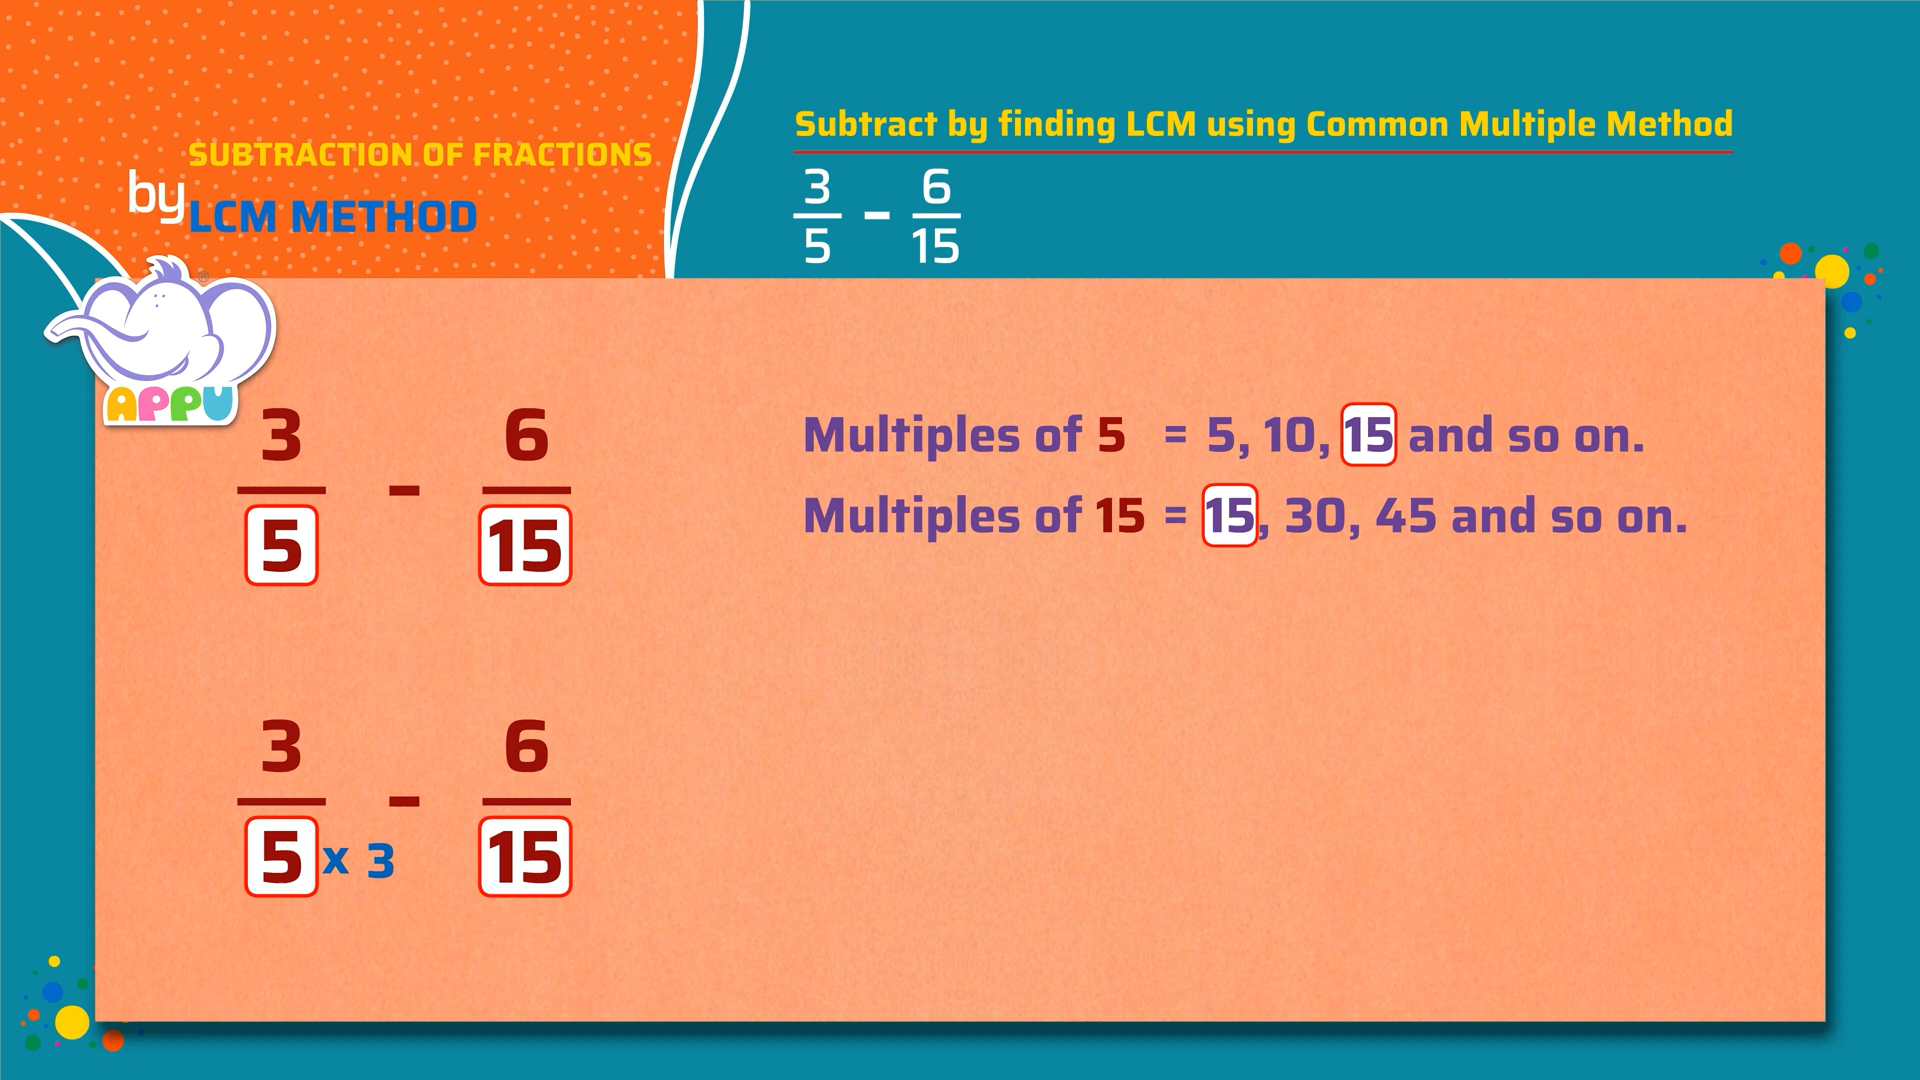 SUBTRACTION OF FRACTIONS
by LCM METHOD
Subtract by finding LCM using Common Multiple Method
3/5 - 6/15
®
APPU
3/5 - 6/15
Multiples of 5 = 5, 10, 15 and so on.
Multiples of 15 = 15, 30, 45 and so on.
3/5 x 3 - 6/15